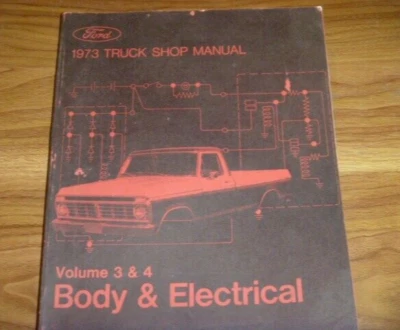 Ford
1973 TRUCK SHOP MANUAL
Volume 3 & 4
Body & Electrical